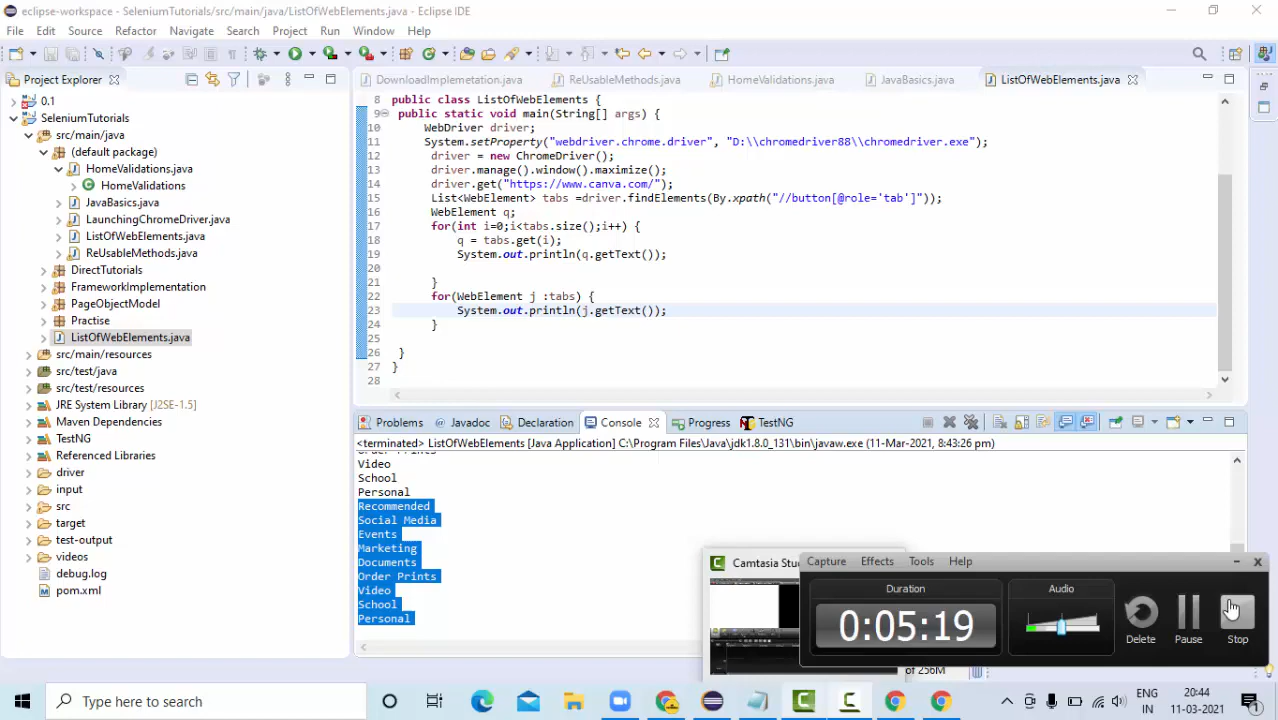 eclipse-workspace - SeleniumTutorials/src/main/java/ListOfWebElements.java - Eclipse IDE
File Edit Source Refactor Navigate Search Project Run Window Help
Project Explorer
DownloadImplemetation.java ReUsableMethods.java HomeValidations.java JavaBasics.java ListOfWebElements.java
0.1
SeleniumTutorials
src/main/java
(default package)
HomeValidations.java
HomeValidations
JavaBasics.java
LaunchingChromeDriver.java
ListOfWebElements.java
ReUsableMethods.java
DirectTutorials
FrameworkImplementation
PageObjectModel
Practise
ListOfWebElements.java
src/main/resources
src/test/java
src/test/resources
JRE System Library [J2SE-1.5]
Maven Dependencies
TestNG
Referenced Libraries
driver
input
src
target
test-output
videos
debug.log
pom.xml
8 public class ListOfWebElements {
9 public static void main(String[] args) {
10 WebDriver driver;
11 System.setProperty("webdriver.chrome.driver", "D:\\chromedriver88\\chromedriver.exe");
12 driver = new ChromeDriver();
13 driver.manage().window().maximize();
14 driver.get("https://www.canva.com/");
15 List<WebElement> tabs =driver.findElements(By.xpath("//button[@role='tab']"));
16 WebElement q;
17 for(int i=0;i<tabs.size();i++) {
18 q = tabs.get(i);
19 System.out.println(q.getText());
20
21 }
22 for(WebElement j :tabs) {
23 System.out.println(j.getText());
24 }
25
26 }
27 }
28
Problems Javadoc Declaration Console Progress TestNG
<terminated> ListOfWebElements [Java Application] C:\Program Files\Java\jdk1.8.0_131\bin\javaw.exe (11-Mar-2021, 8:43:26 pm)
Order Prints
Video
School
Personal
Recommended
Social Media
Events
Marketing
Documents
Order Prints
Video
School
Personal
Camtasia Stu
Capture Effects Tools Help
Duration
0:05:19
Audio
Delete Pause Stop
of 256M
Type here to search
ENG
IN
20:44
11-03-2021
1